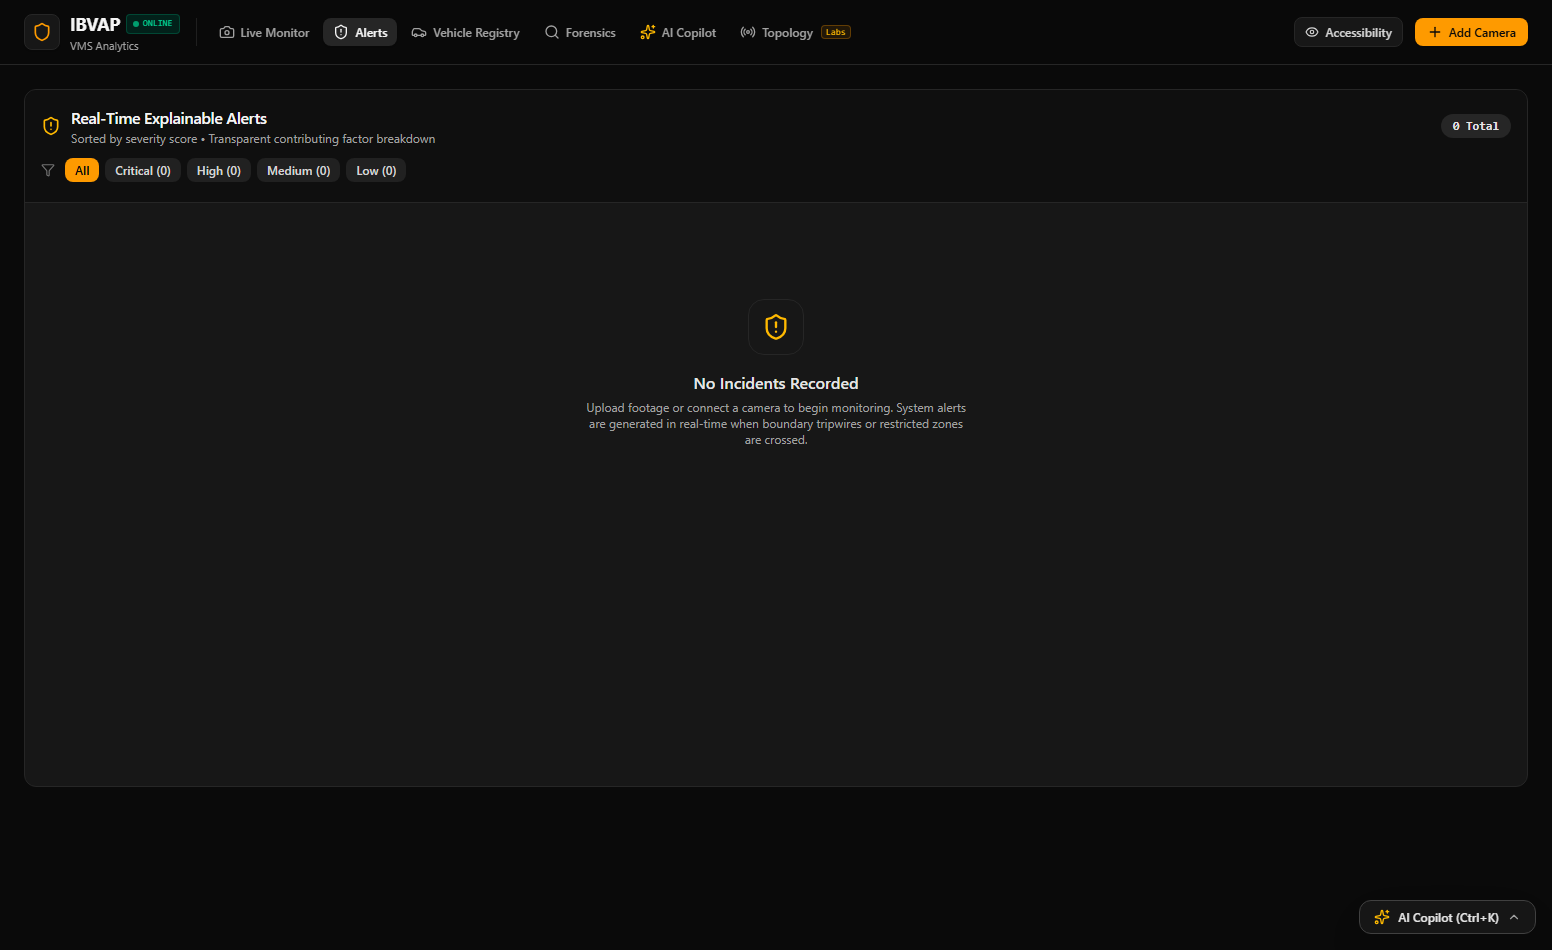 IBVAP ONLINE
VMS Analytics
Live Monitor
Alerts
Vehicle Registry
Forensics
AI Copilot
Topology Labs
Accessibility
Add Camera
Real-Time Explainable Alerts
Sorted by severity score • Transparent contributing factor breakdown
0 Total
All
Critical (0)
High (0)
Medium (0)
Low (0)
No Incidents Recorded
Upload footage or connect a camera to begin monitoring. System alerts
are generated in real-time when boundary tripwires or restricted zones
are crossed.
AI Copilot (Ctrl+K)